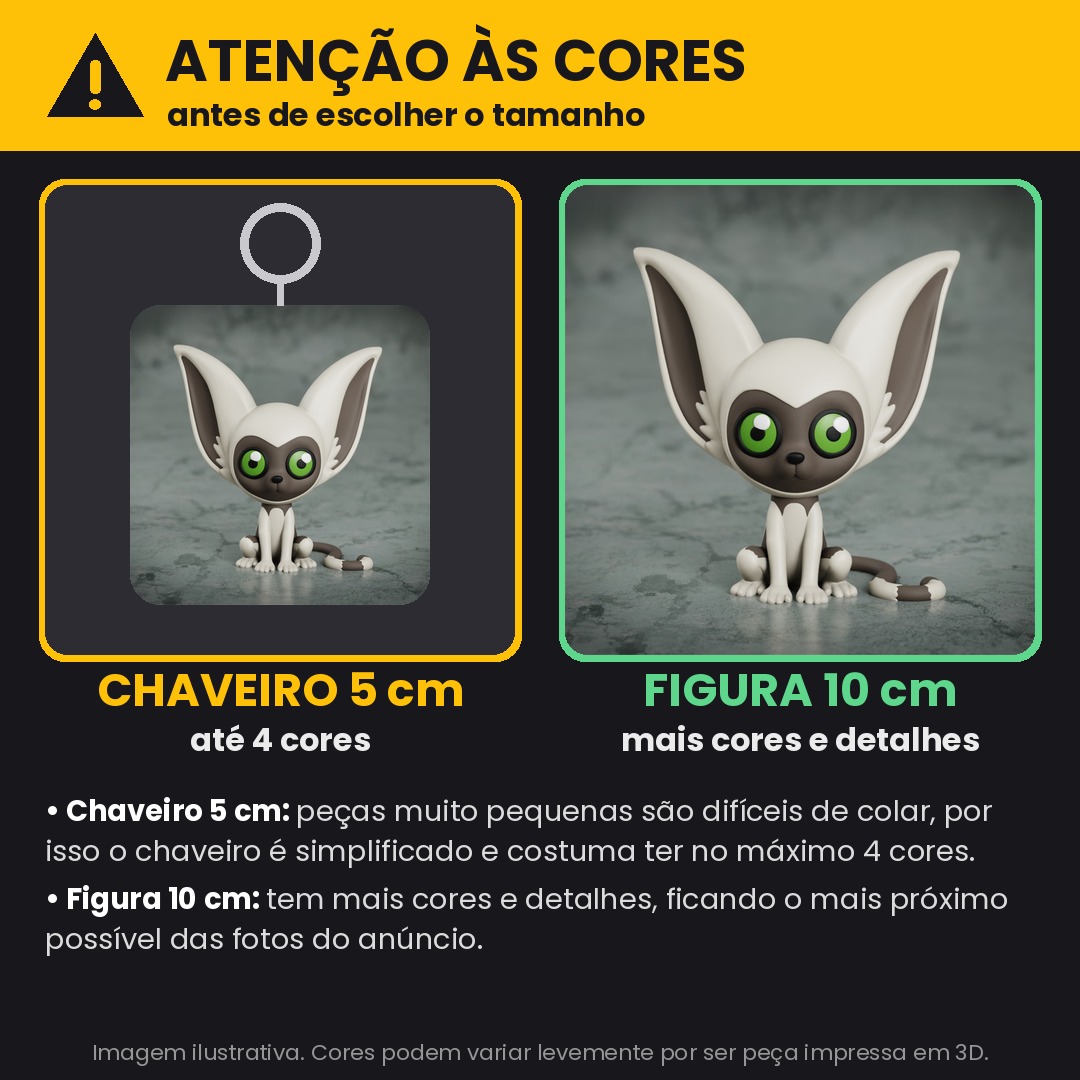 ATENÇÃO ÀS CORES
antes de escolher o tamanho
CHAVEIRO 5 cm
até 4 cores
FIGURA 10 cm
mais cores e detalhes
• Chaveiro 5 cm: peças muito pequenas são difíceis de colar, por
isso o chaveiro é simplificado e costuma ter no máximo 4 cores.
• Figura 10 cm: tem mais cores e detalhes, ficando o mais próximo
possível das fotos do anúncio.
Imagem ilustrativa. Cores podem variar levemente por ser peça impressa em 3D.